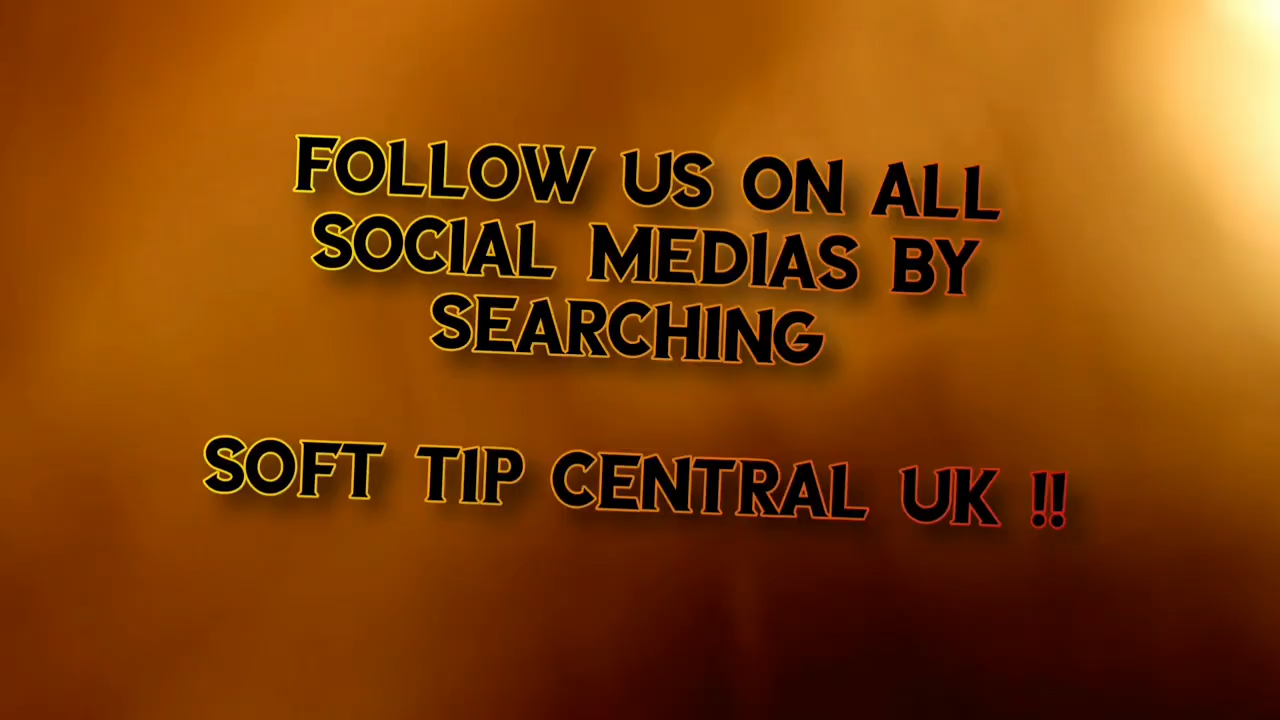 FOLLOW US ON ALL
SOCIAL MEDIAS BY
SEARCHING
SOFT TIP CENTRAL UK !!